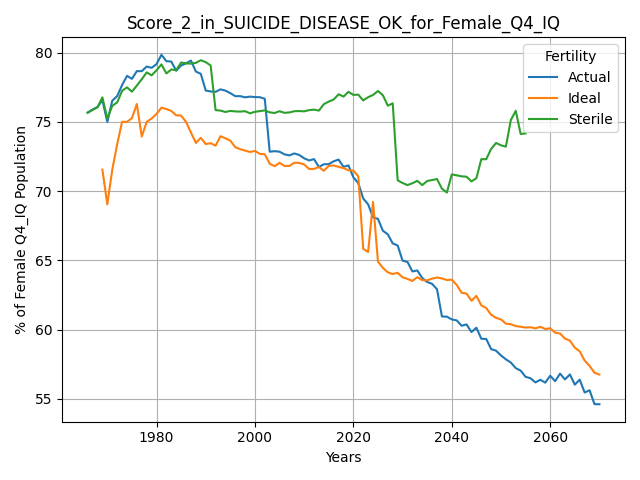 Score_2_in_SUICIDE_DISEASE_OK_for_Female_Q4_IQ
% of Female Q4_IQ Population
80
75
70
65
60
55
Fertility
Actual
Ideal
Sterile
1980 2000 2020 2040 2060
Years